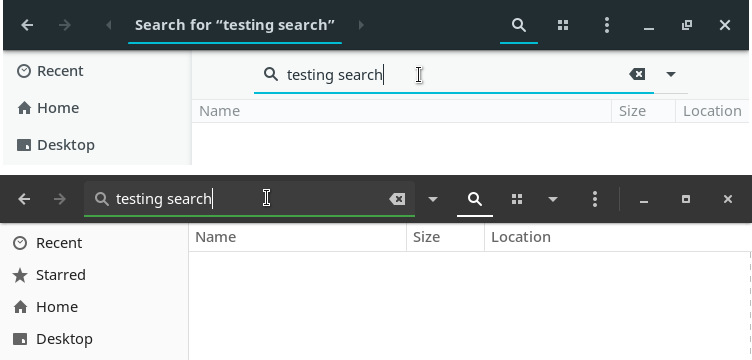 Search for “testing search”
testing search
Recent
Name Size Location
Home
Desktop
testing search
Recent
Name Size Location
Starred
Home
Desktop